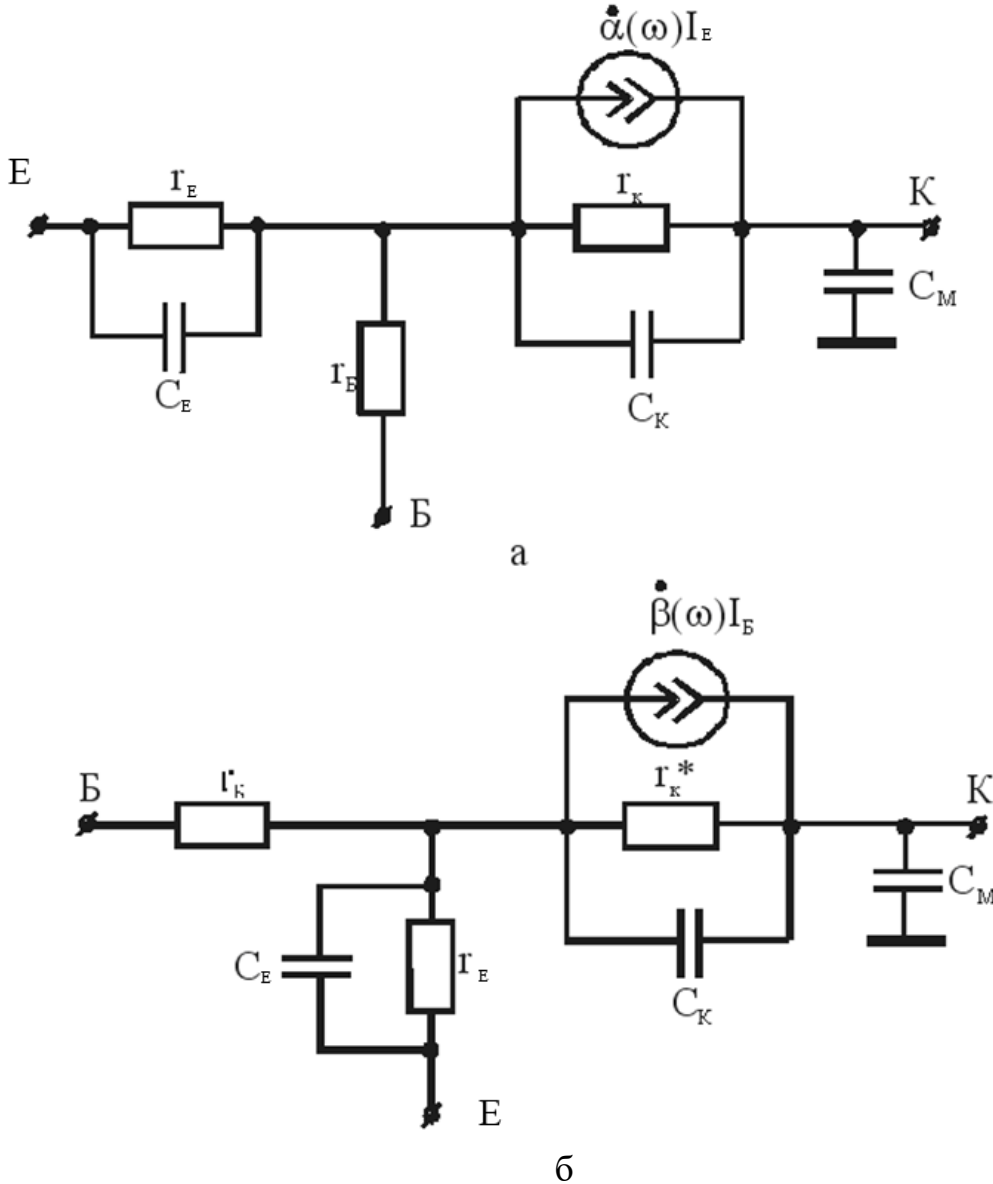 α̇(ω)I_Е
Е
r_Е
r_к
К
C_М
C_Е
r_Б
C_К
Б
а
β̇(ω)I_Б
Б
r_Б
r_к*
К
C_М
C_Е
r_Е
C_К
Е
б